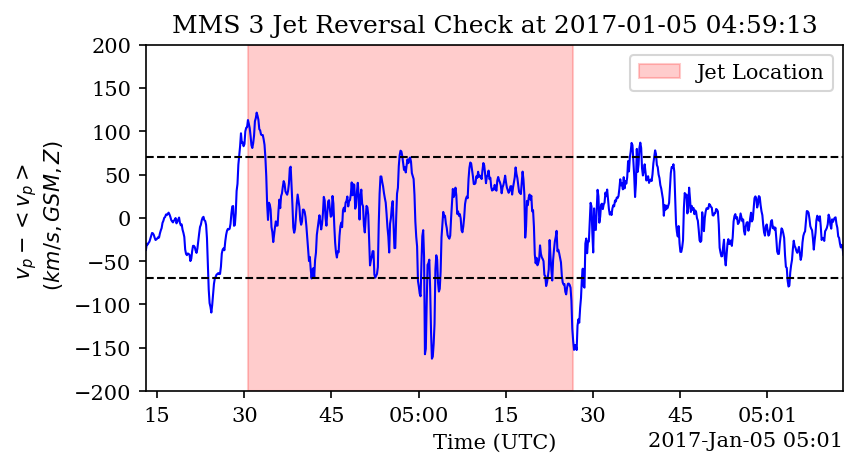 MMS 3 Jet Reversal Check at 2017-01-05 04:59:13
200
150
100
50
0
−50
−100
−150
−200
v_p − < v_p >
(km/s, GSM, Z)
Jet Location
15 30 45 05:00 15 30 45 05:01
Time (UTC)
2017-Jan-05 05:01